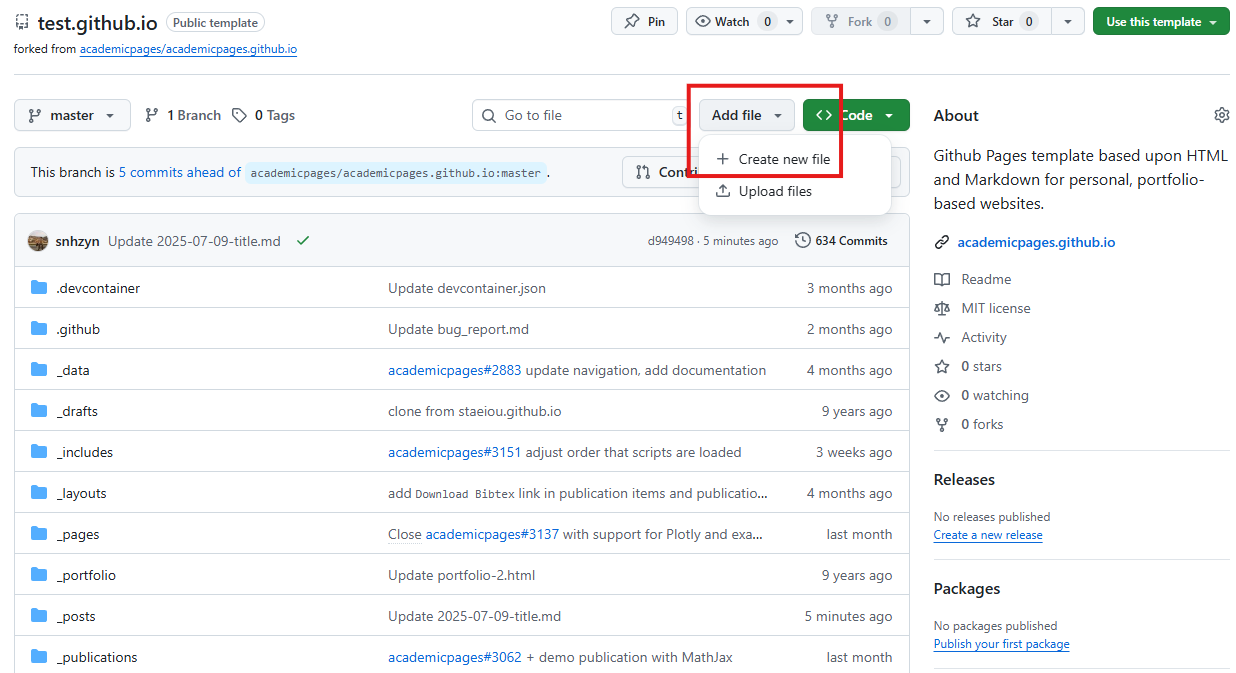 test.github.io Public template Pin Watch 0 Fork 0 Star 0 Use this template
forked from academicpages/academicpages.github.io
master 1 Branch 0 Tags Go to file t Add file Code
Create new file
Upload files
This branch is 5 commits ahead of academicpages/academicpages.github.io:master .
snhzyn Update 2025-07-09-title.md d949498 · 5 minutes ago 634 Commits
.devcontainer Update devcontainer.json 3 months ago
.github Update bug_report.md 2 months ago
_data academicpages#2883 update navigation, add documentation 4 months ago
_drafts clone from staeiou.github.io 9 years ago
_includes academicpages#3151 adjust order that scripts are loaded 3 weeks ago
_layouts add Download Bibtex link in publication items and publicatio... 4 months ago
_pages Close academicpages#3137 with support for Plotly and exa... last month
_portfolio Update portfolio-2.html 9 years ago
_posts Update 2025-07-09-title.md 5 minutes ago
_publications academicpages#3062 + demo publication with MathJax last month
About
Github Pages template based upon HTML
and Markdown for personal, portfolio-
based websites.
academicpages.github.io
Readme
MIT license
Activity
0 stars
0 watching
0 forks
Releases
No releases published
Create a new release
Packages
No packages published
Publish your first package